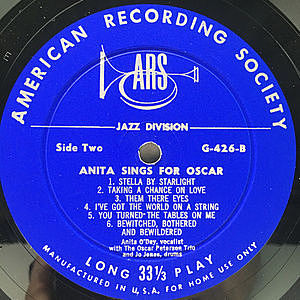 AMERICAN RECORDING SOCIETY
ARS
JAZZ DIVISION
Side Two
G-426-B
ANITA SINGS FOR OSCAR
1. STELLA BY STARLIGHT
2. TAKING A CHANCE ON LOVE
3. THEM THERE EYES
4. I'VE GOT THE WORLD ON A STRING
5. YOU TURNED THE TABLES ON ME
6. BEWITCHED, BOTHERED
AND BEWILDERED
Anita O'Day, vocalist
with The Oscar Peterson Trio
and Jo Jones, drums
LONG 33⅓ PLAY
MANUFACTURED IN U.S.A. FOR HOME USE ONLY